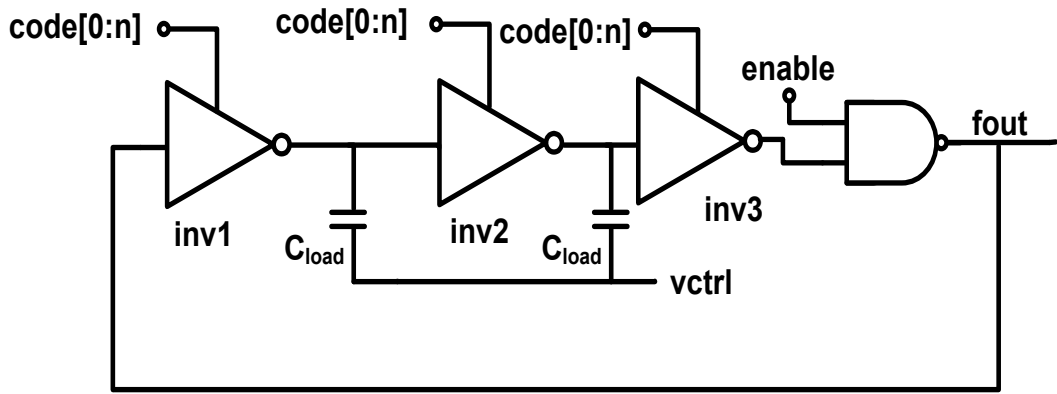 code[0:n]
code[0:n]
code[0:n]
enable
fout
inv1
inv2
inv3
Cload
Cload
vctrl